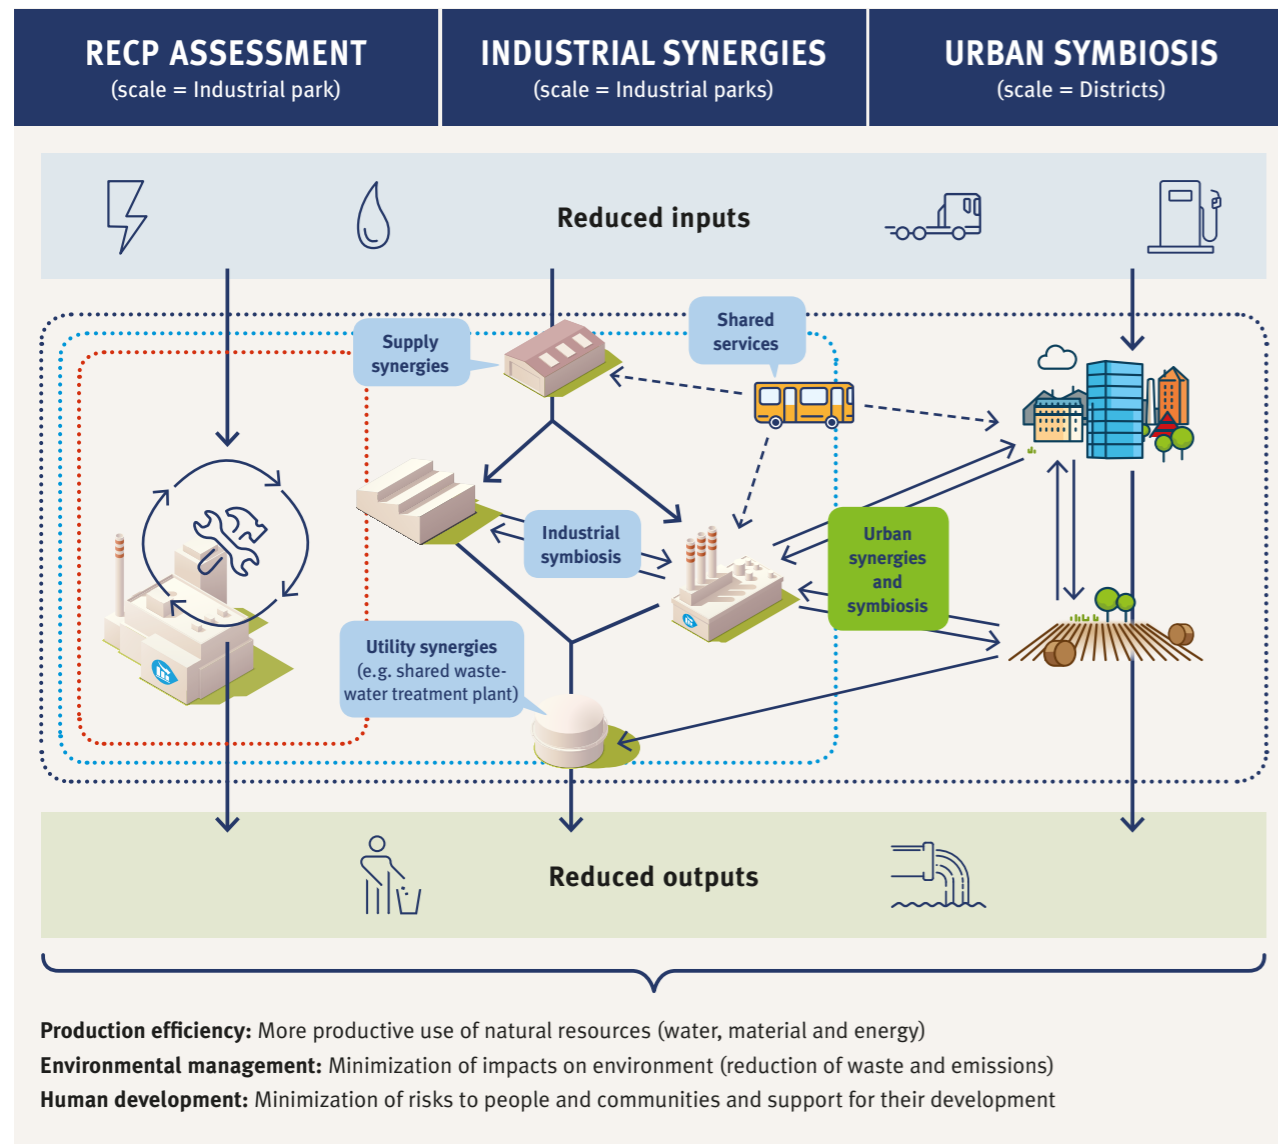 RECP ASSESSMENT
(scale = Industrial park)
INDUSTRIAL SYNERGIES
(scale = Industrial parks)
URBAN SYMBIOSIS
(scale = Districts)
Reduced inputs
Supply
synergies
Shared
services
Industrial
symbiosis
Urban
synergies
and
symbiosis
Utility synergies
(e.g. shared waste-
water treatment plant)
Reduced outputs
Production efficiency: More productive use of natural resources (water, material and energy)
Environmental management: Minimization of impacts on environment (reduction of waste and emissions)
Human development: Minimization of risks to people and communities and support for their development